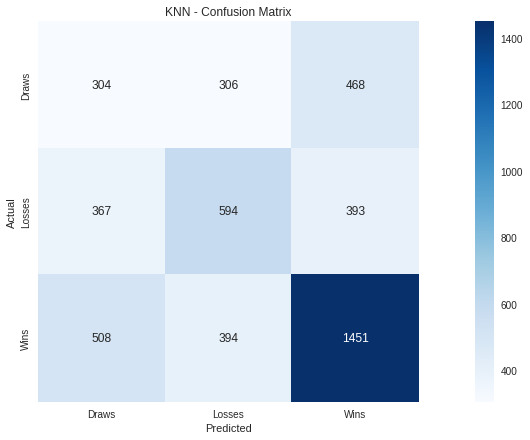 KNN - Confusion Matrix
Draws 304 306 468
Losses 367 594 393
Wins 508 394 1451
Draws Losses Wins
Predicted
Actual
1400
1200
1000
800
600
400